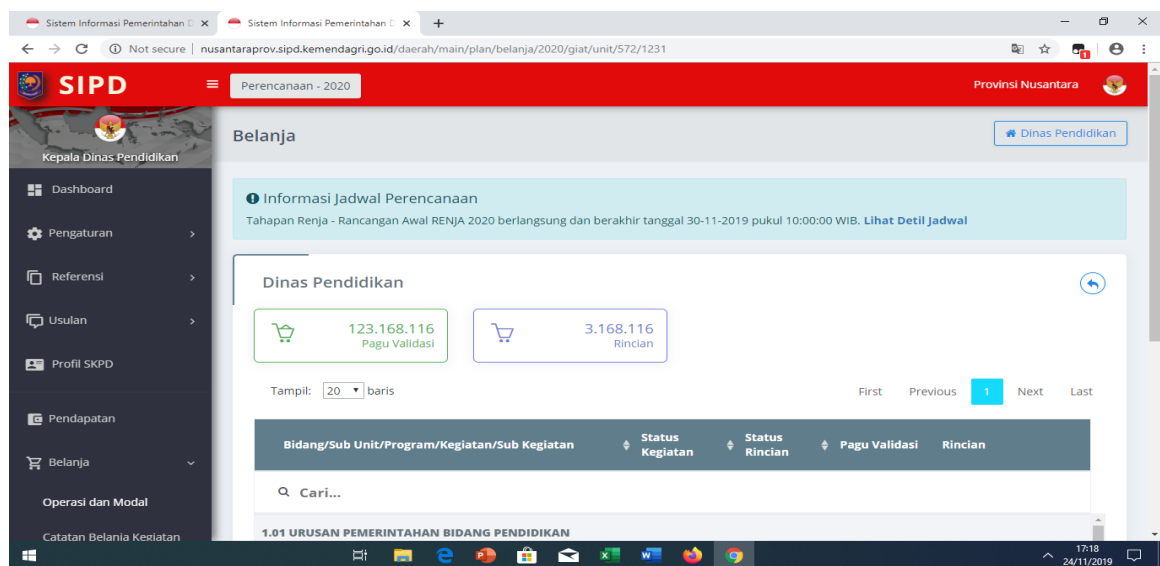 Sistem Informasi Pemerintahan D
Sistem Informasi Pemerintahan D
Not secure | nusantaraprov.sipd.kemendagri.go.id/daerah/main/plan/belanja/2020/giat/unit/572/1231
1
SIPD
Perencanaan - 2020
Provinsi Nusantara
Kepala Dinas Pendidikan
Dashboard
Pengaturan
Referensi
Usulan
Profil SKPD
Pendapatan
Belanja
Operasi dan Modal
Catatan Belanja Kegiatan
Belanja
Dinas Pendidikan
Informasi Jadwal Perencanaan
Tahapan Renja - Rancangan Awal RENJA 2020 berlangsung dan berakhir tanggal 30-11-2019 pukul 10:00:00 WIB. Lihat Detil Jadwal
Dinas Pendidikan
123.168.116
Pagu Validasi
3.168.116
Rincian
Tampil: 20 baris
First Previous 1 Next Last
Bidang/Sub Unit/Program/Kegiatan/Sub Kegiatan
Status
Kegiatan
Status
Rincian
Pagu Validasi
Rincian
Cari...
1.01 URUSAN PEMERINTAHAN BIDANG PENDIDIKAN
17:18
24/11/2019